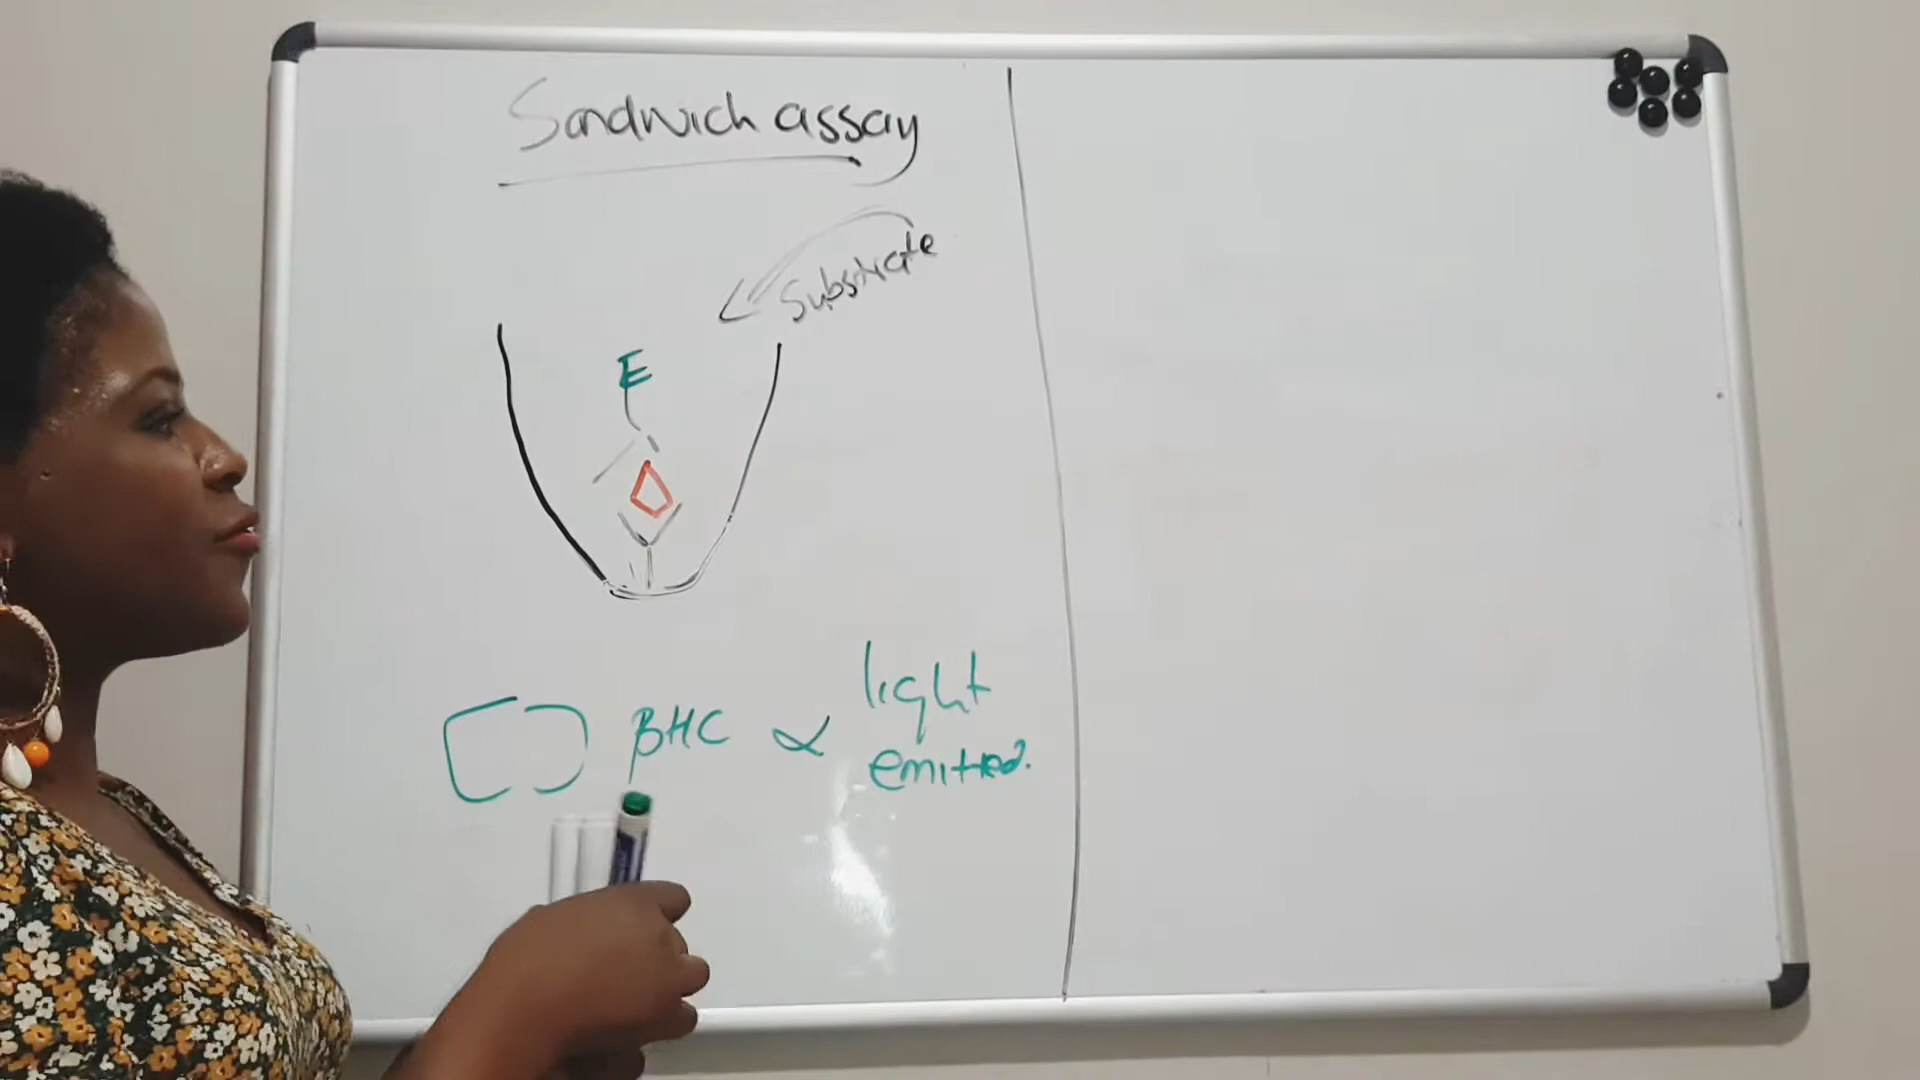 Sandwich assay
Substrate
E
[ ] βHC ∝ light
emitted.